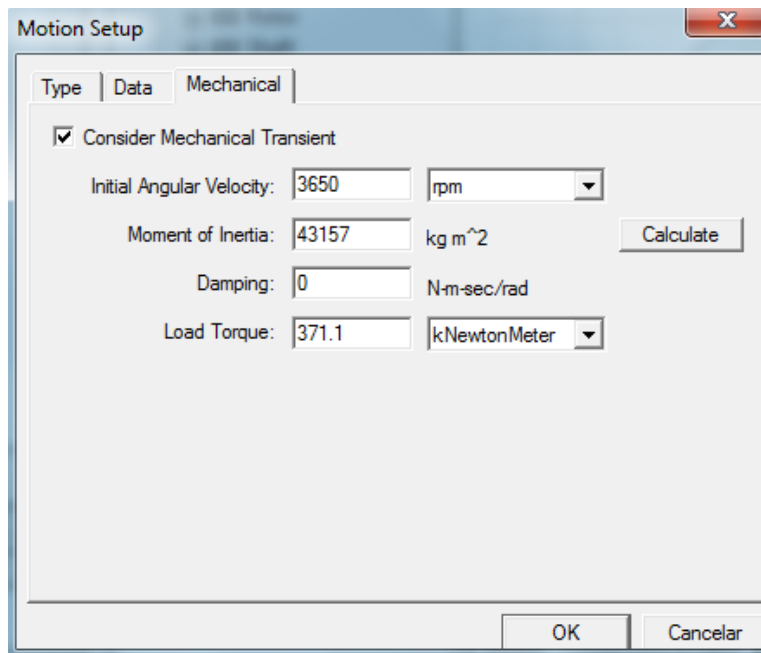 Motion Setup
Type Data Mechanical
Consider Mechanical Transient
Initial Angular Velocity: 3650 rpm
Moment of Inertia: 43157 kg m^2 Calculate
Damping: 0 N-m-sec/rad
Load Torque: 371.1 kNewtonMeter
OK Cancelar